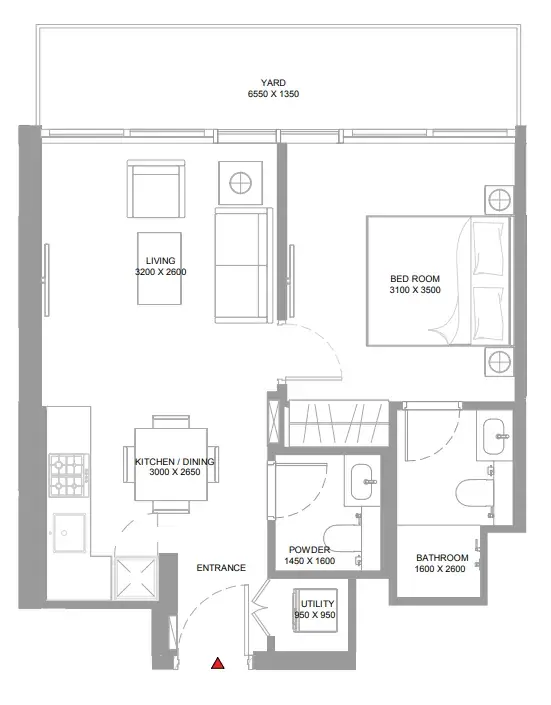 YARD
6550 X 1350
LIVING
3200 X 2600
BED ROOM
3100 X 3500
KITCHEN / DINING
3000 X 2650
POWDER
1450 X 1600
BATHROOM
1600 X 2600
ENTRANCE
UTILITY
950 X 950